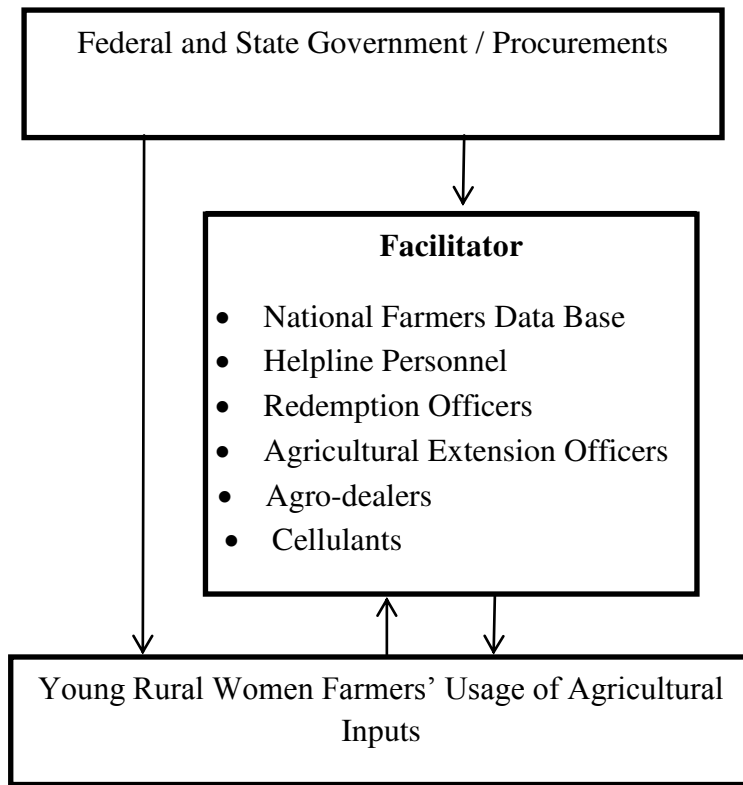 Federal and State Government / Procurements
Facilitator
• National Farmers Data Base
• Helpline Personnel
• Redemption Officers
• Agricultural Extension Officers
• Agro-dealers
• Cellulants
Young Rural Women Farmers’ Usage of Agricultural
Inputs